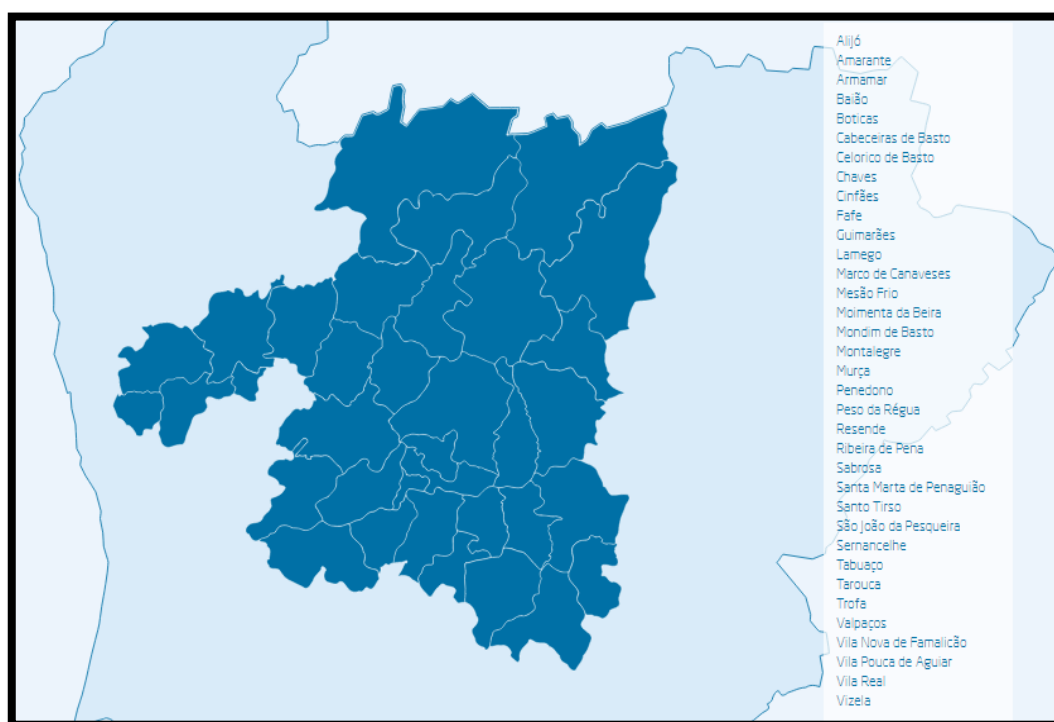 Alijó
Amarante
Armamar
Baião
Boticas
Cabeceiras de Basto
Celorico de Basto
Chaves
Cinfães
Fafe
Guimarães
Lamego
Marco de Canaveses
Mesão Frio
Moimenta da Beira
Mondim de Basto
Montalegre
Murça
Penedono
Peso da Régua
Resende
Ribeira de Pena
Sabrosa
Santa Marta de Penaguião
Santo Tirso
São João da Pesqueira
Sernancelhe
Tabuaço
Tarouca
Trofa
Valpaços
Vila Nova de Famalicão
Vila Pouca de Aguiar
Vila Real
Vizela